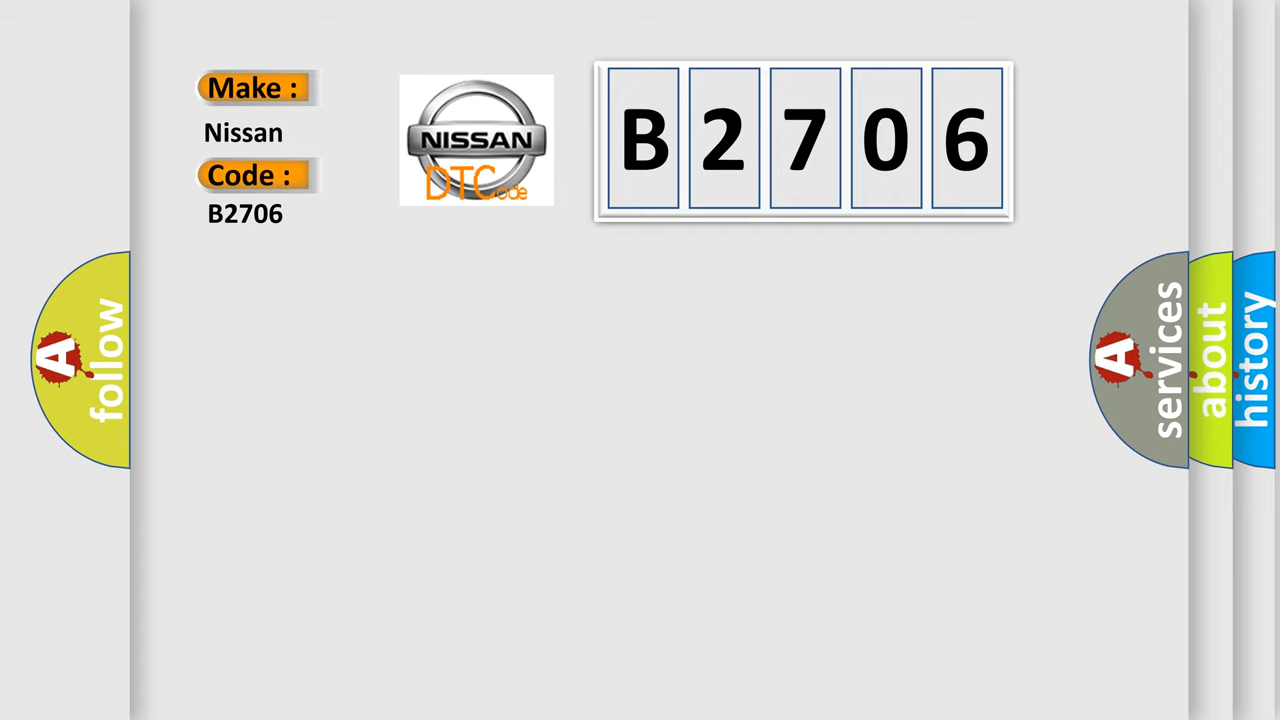 Make :
Nissan
Code :
B2706
NISSAN
DTCode
B 2 7 0 6
A follow
A services
about
history